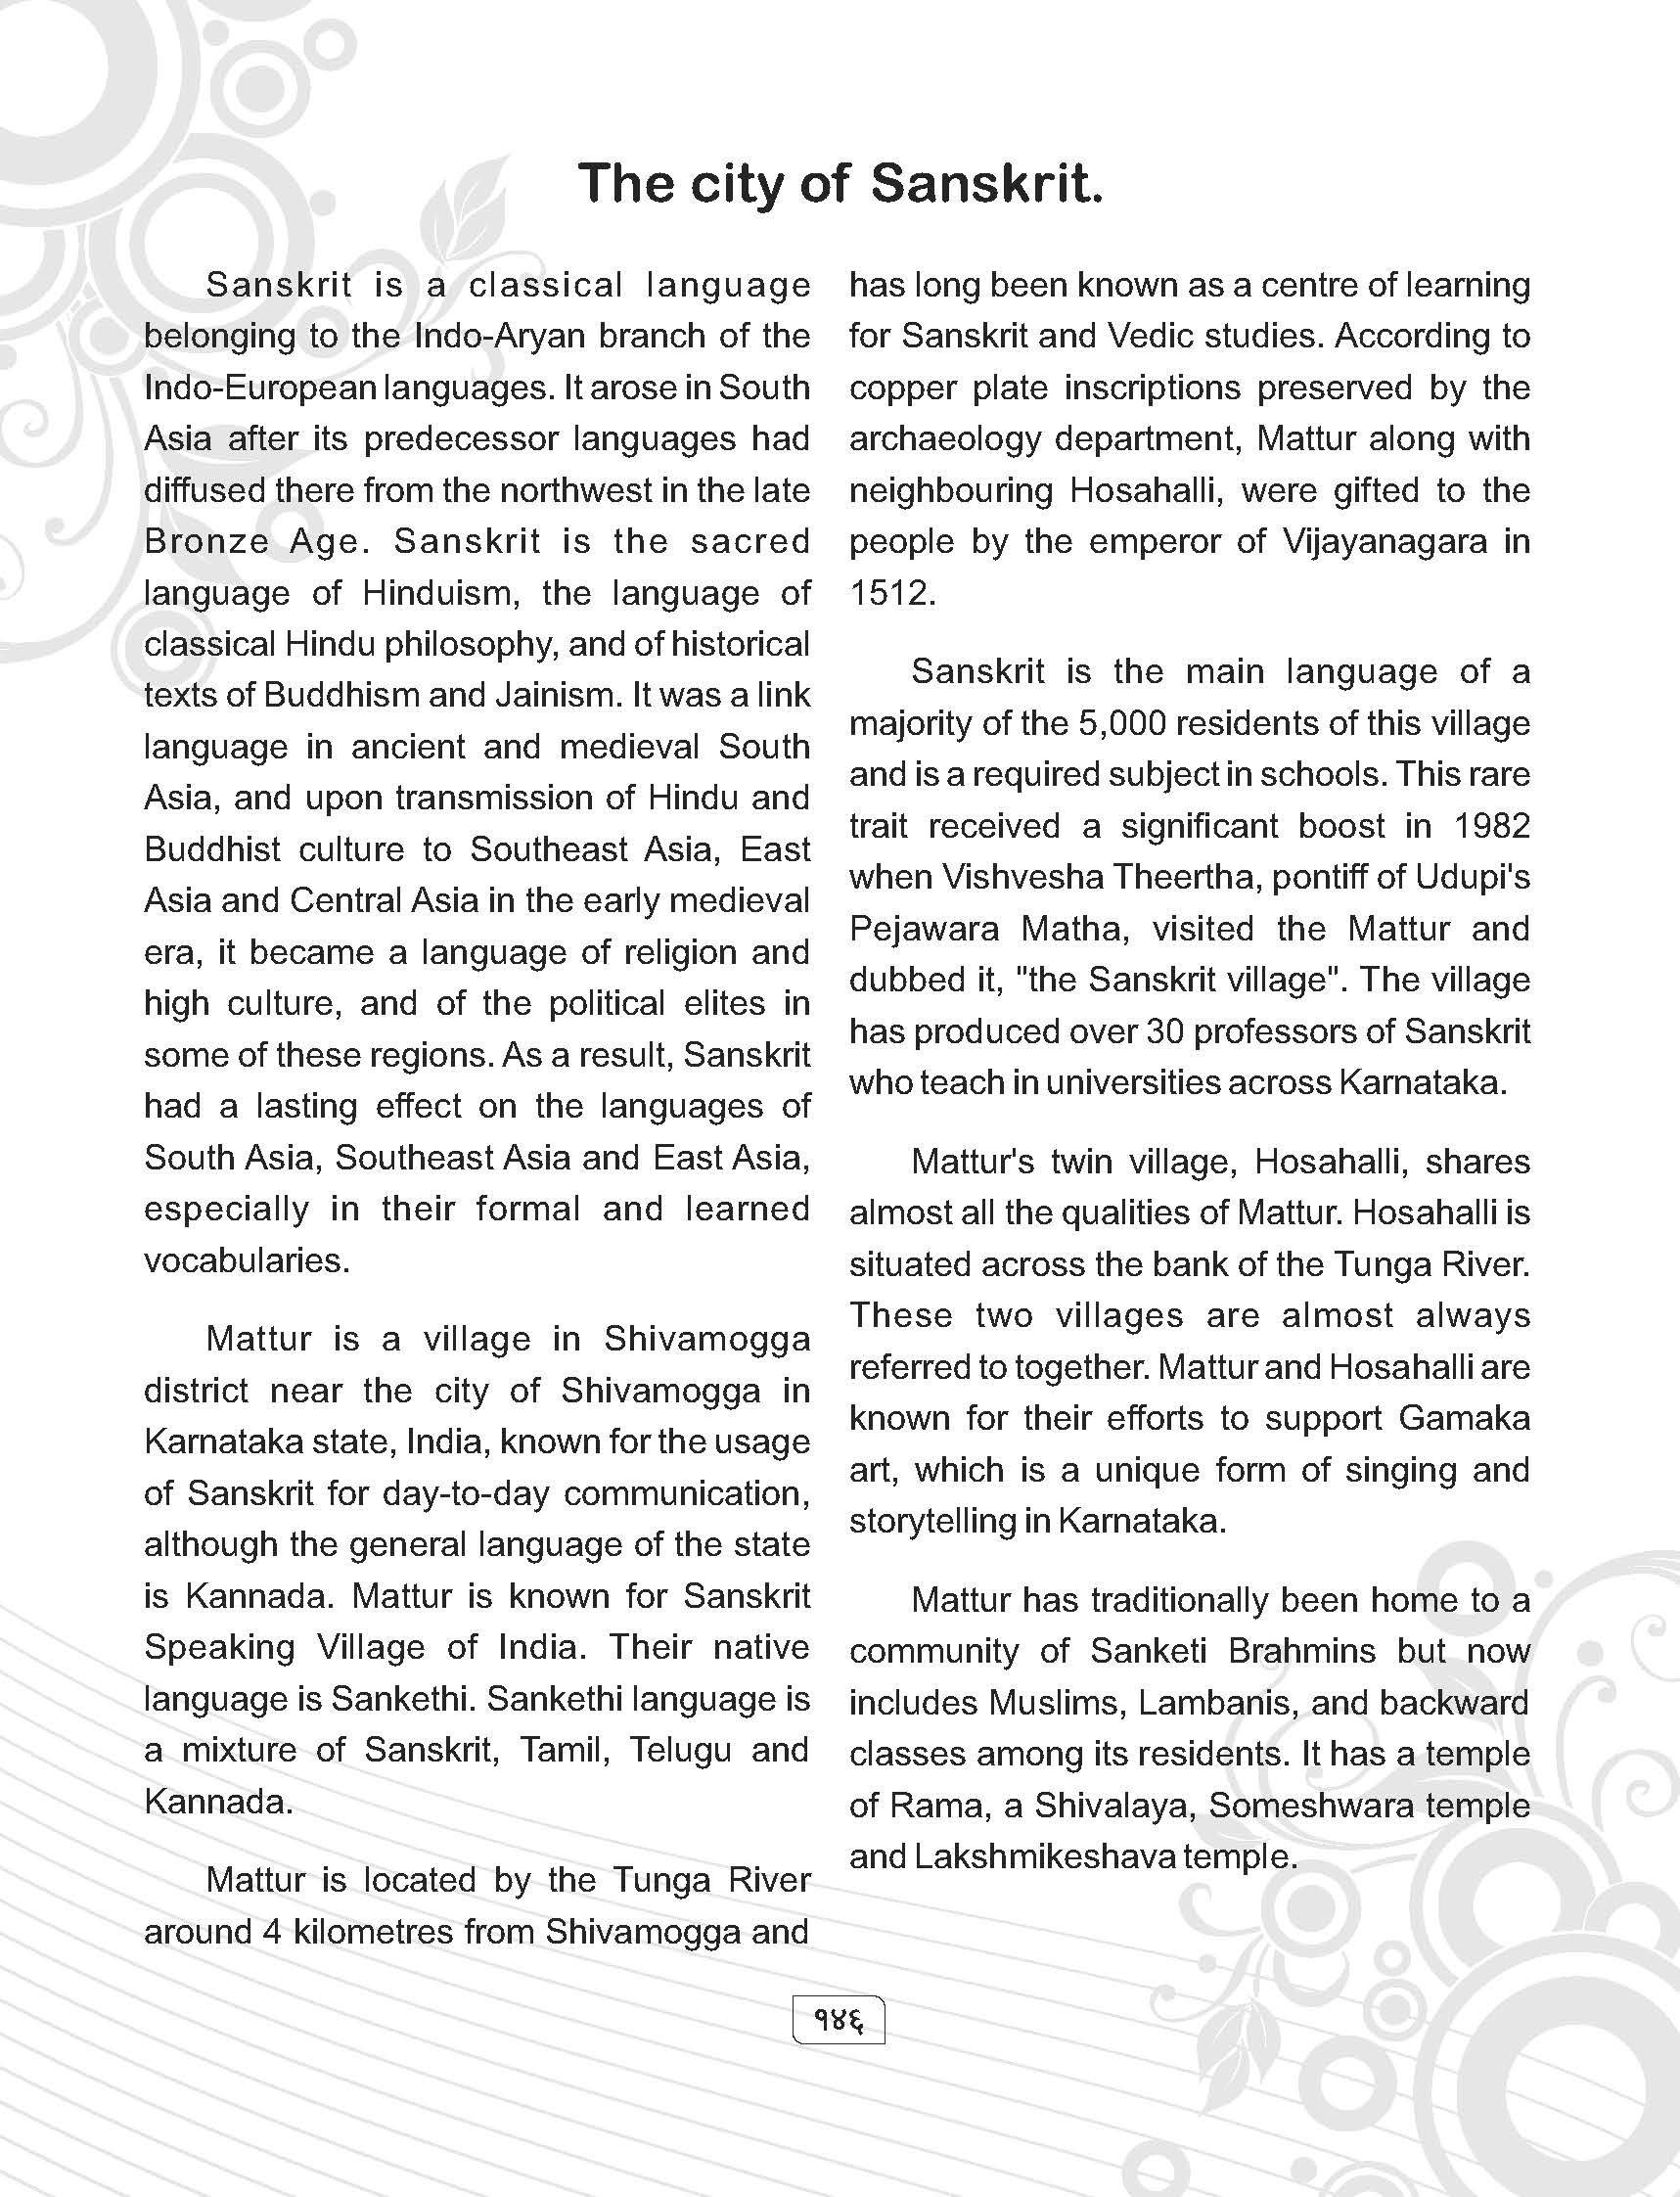 The city of Sanskrit.
Sanskrit is a classical language
belonging to the Indo-Aryan branch of the
Indo-European languages. It arose in South
Asia after its predecessor languages had
diffused there from the northwest in the late
Bronze Age. Sanskrit is the sacred
language of Hinduism, the language of
classical Hindu philosophy, and of historical
texts of Buddhism and Jainism. It was a link
language in ancient and medieval South
Asia, and upon transmission of Hindu and
Buddhist culture to Southeast Asia, East
Asia and Central Asia in the early medieval
era, it became a language of religion and
high culture, and of the political elites in
some of these regions. As a result, Sanskrit
had a lasting effect on the languages of
South Asia, Southeast Asia and East Asia,
especially in their formal and learned
vocabularies.
Mattur is a village in Shivamogga
district near the city of Shivamogga in
Karnataka state, India, known for the usage
of Sanskrit for day-to-day communication,
although the general language of the state
is Kannada. Mattur is known for Sanskrit
Speaking Village of India. Their native
language is Sankethi. Sankethi language is
a mixture of Sanskrit, Tamil, Telugu and
Kannada.
Mattur is located by the Tunga River
around 4 kilometres from Shivamogga and
has long been known as a centre of learning
for Sanskrit and Vedic studies. According to
copper plate inscriptions preserved by the
archaeology department, Mattur along with
neighbouring Hosahalli, were gifted to the
people by the emperor of Vijayanagara in
1512.
Sanskrit is the main language of a
majority of the 5,000 residents of this village
and is a required subject in schools. This rare
trait received a significant boost in 1982
when Vishvesha Theertha, pontiff of Udupi's
Pejawara Matha, visited the Mattur and
dubbed it, "the Sanskrit village". The village
has produced over 30 professors of Sanskrit
who teach in universities across Karnataka.
Mattur's twin village, Hosahalli, shares
almost all the qualities of Mattur. Hosahalli is
situated across the bank of the Tunga River.
These two villages are almost always
referred to together. Mattur and Hosahalli are
known for their efforts to support Gamaka
art, which is a unique form of singing and
storytelling in Karnataka.
Mattur has traditionally been home to a
community of Sanketi Brahmins but now
includes Muslims, Lambanis, and backward
classes among its residents. It has a temple
of Rama, a Shivalaya, Someshwara temple
and Lakshmikeshava temple.
१४६